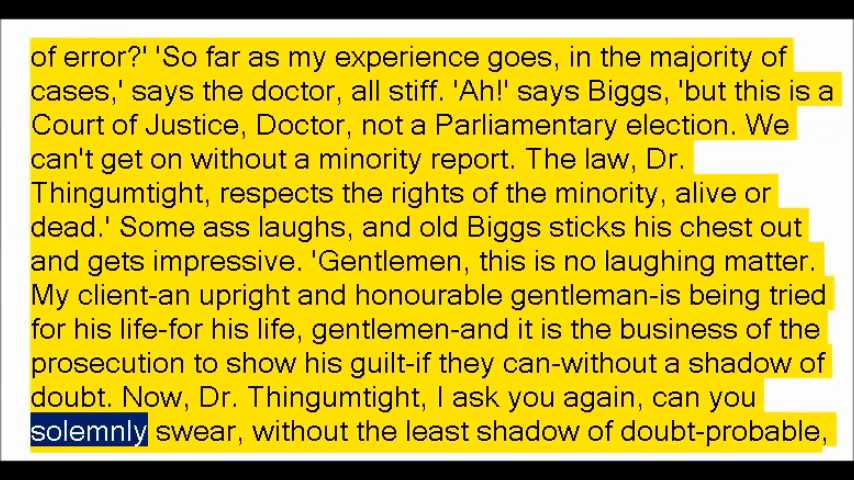 of error?' 'So far as my experience goes, in the majority of
cases,' says the doctor, all stiff. 'Ah!' says Biggs, 'but this is a
Court of Justice, Doctor, not a Parliamentary election. We
can't get on without a minority report. The law, Dr.
Thingumtight, respects the rights of the minority, alive or
dead.' Some ass laughs, and old Biggs sticks his chest out
and gets impressive. 'Gentlemen, this is no laughing matter.
My client-an upright and honourable gentleman-is being tried
for his life-for his life, gentlemen-and it is the business of the
prosecution to show his guilt-if they can-without a shadow of
doubt. Now, Dr. Thingumtight, I ask you again, can you
solemnly swear, without the least shadow of doubt-probable,